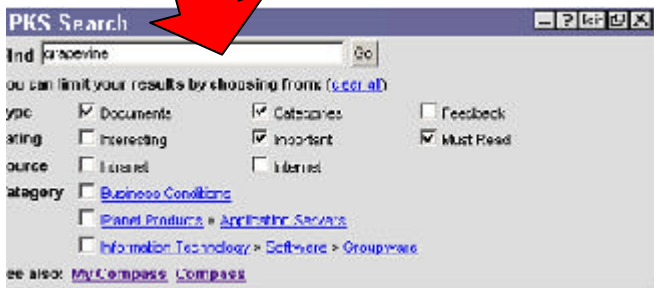 PKS Search
ind grapevine Go
ou can limit your results by choosing from: (clear all)
ype Documents Categories Feedback
ating Interesting Important Must Read
ource Intranet Internet
ategory Business Conditions
iPlanet Products » Application Servers
Information Technology » Software » Groupware
ee also: My Compass Compass